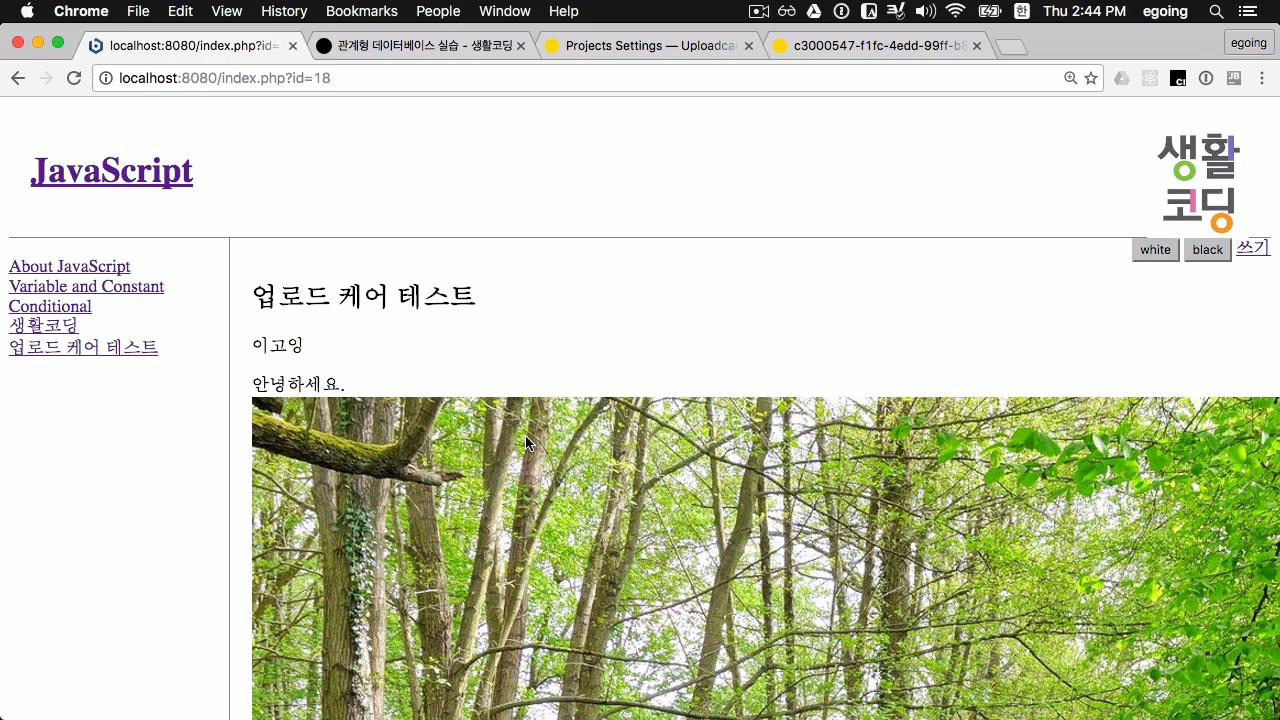 Chrome File Edit View History Bookmarks People Window Help 한 Thu 2:44 PM egoing
localhost:8080/index.php?id= 관계형 데이터베이스 실습 - 생활코딩 Projects Settings — Uploadcar c3000547-f1fc-4edd-99ff-b8 egoing
localhost:8080/index.php?id=18
JavaScript
생활
코딩
white black 쓰기
About JavaScript
Variable and Constant
Conditional
생활코딩
업로드 케어 테스트
업로드 케어 테스트
이고잉
안녕하세요.